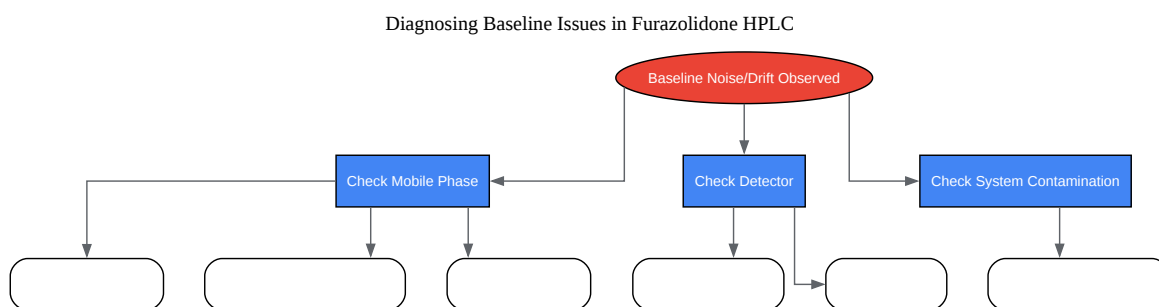 Diagnosing Baseline Issues in Furazolidone HPLC
Baseline Noise/Drift Observed
Check Mobile Phase
Check Detector
Check System Contamination